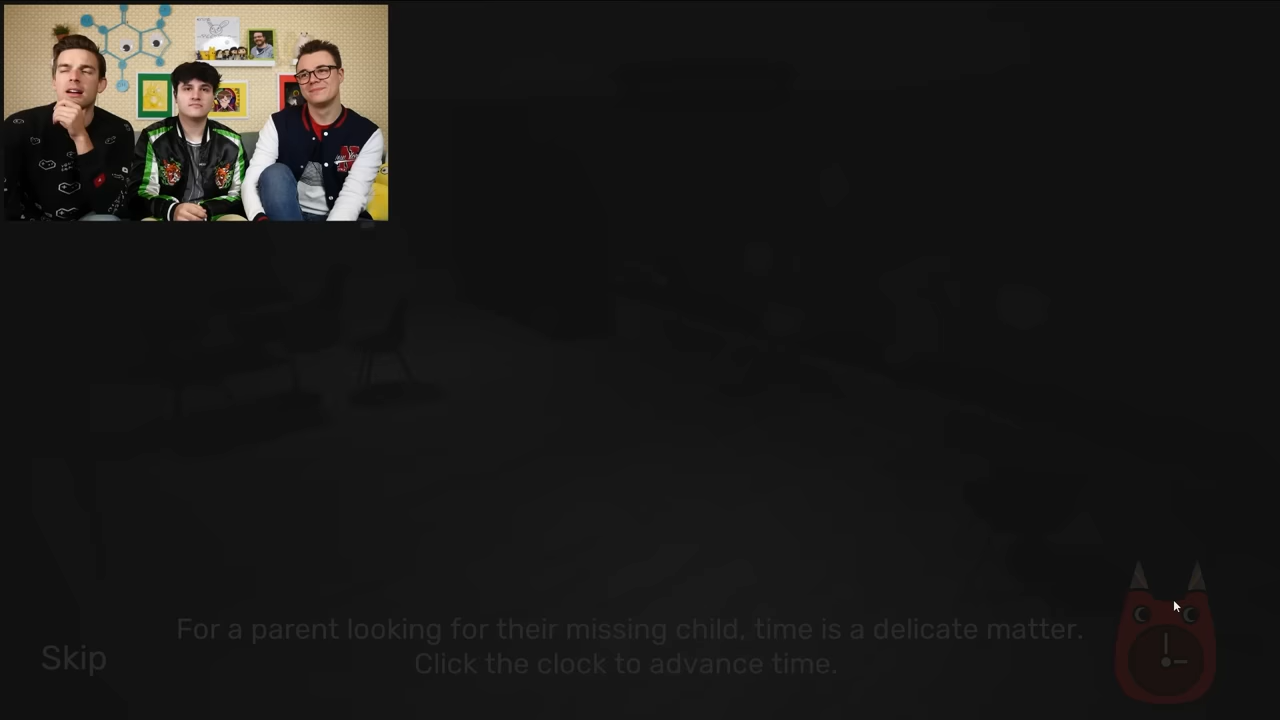 For a parent looking for their missing child, time is a delicate matter.
Click the clock to advance time.
Skip